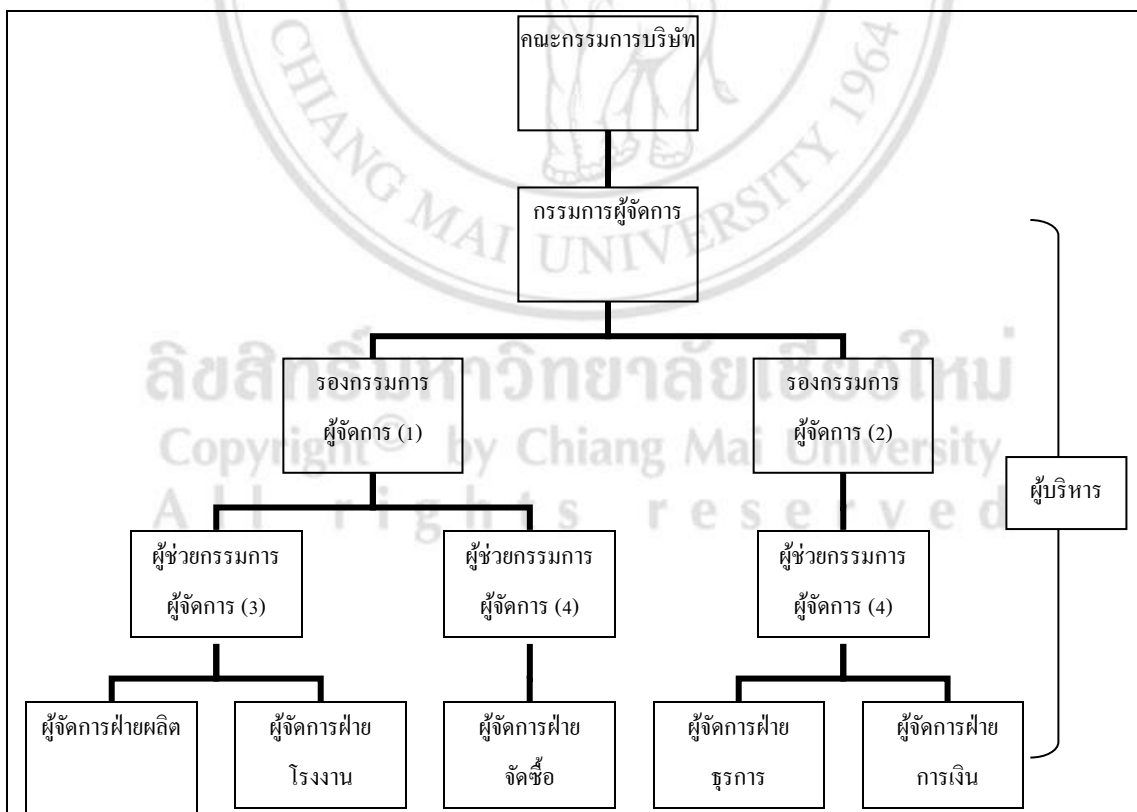 คณะกรรมการบริษัท
CHIANG MAI UNIVERSITY 1964
กรรมการผู้จัดการ
ลิขสิทธิ์มหาวิทยาลัยเชียงใหม่
Copyright© by Chiang Mai University
All rights reserved
รองกรรมการ
ผู้จัดการ (1)
รองกรรมการ
ผู้จัดการ (2)
ผู้บริหาร
ผู้ช่วยกรรมการ
ผู้จัดการ (3)
ผู้ช่วยกรรมการ
ผู้จัดการ (4)
ผู้ช่วยกรรมการ
ผู้จัดการ (4)
ผู้จัดการฝ่ายผลิต
ผู้จัดการฝ่าย
โรงงาน
ผู้จัดการฝ่าย
จัดซื้อ
ผู้จัดการฝ่าย
ธุรการ
ผู้จัดการฝ่าย
การเงิน